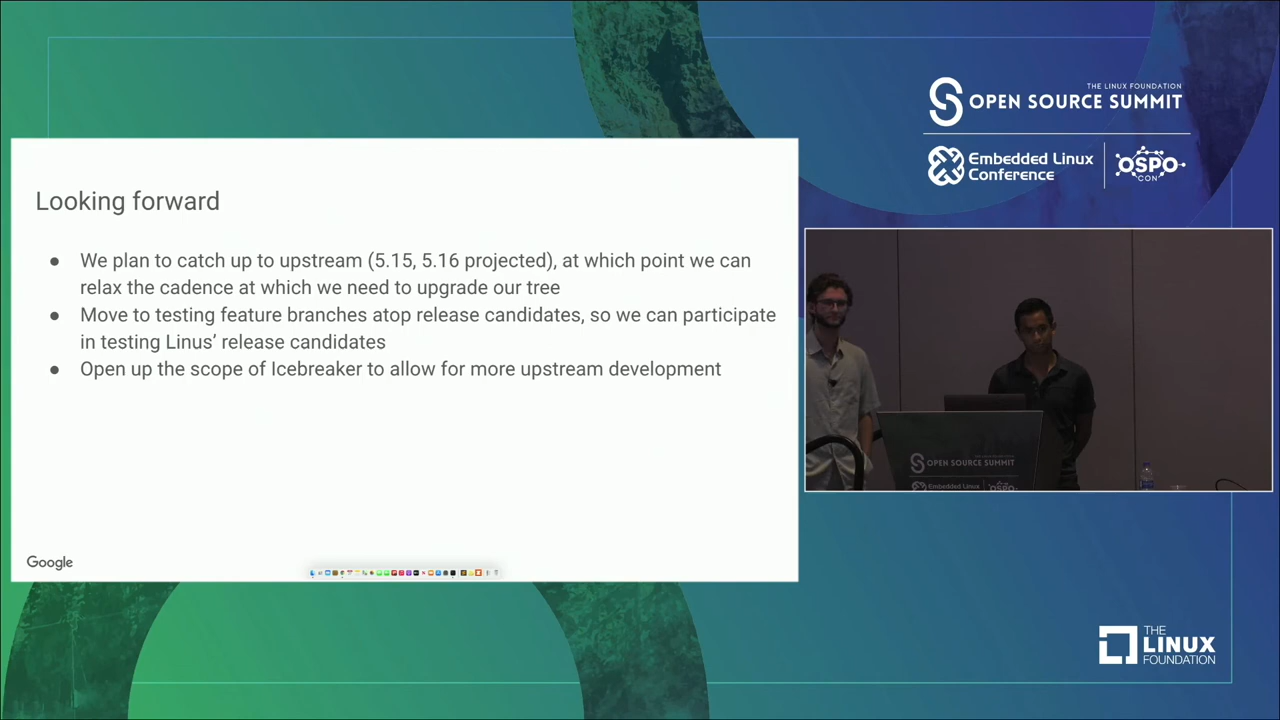 THE LINUX FOUNDATION
OPEN SOURCE SUMMIT
Embedded Linux
Conference
OSPO
CON
Looking forward
● We plan to catch up to upstream (5.15, 5.16 projected), at which point we can
relax the cadence at which we need to upgrade our tree
● Move to testing feature branches atop release candidates, so we can participate
in testing Linus’ release candidates
● Open up the scope of Icebreaker to allow for more upstream development
Google
OPEN SOURCE SUMMIT
Embedded Linux
OSPO
THE
LINUX
FOUNDATION